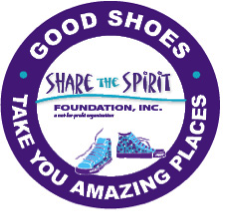 GOOD SHOES
SHARE THE SPIRIT
FOUNDATION, INC.
a not-for-profit organization
TAKE YOU AMAZING PLACES